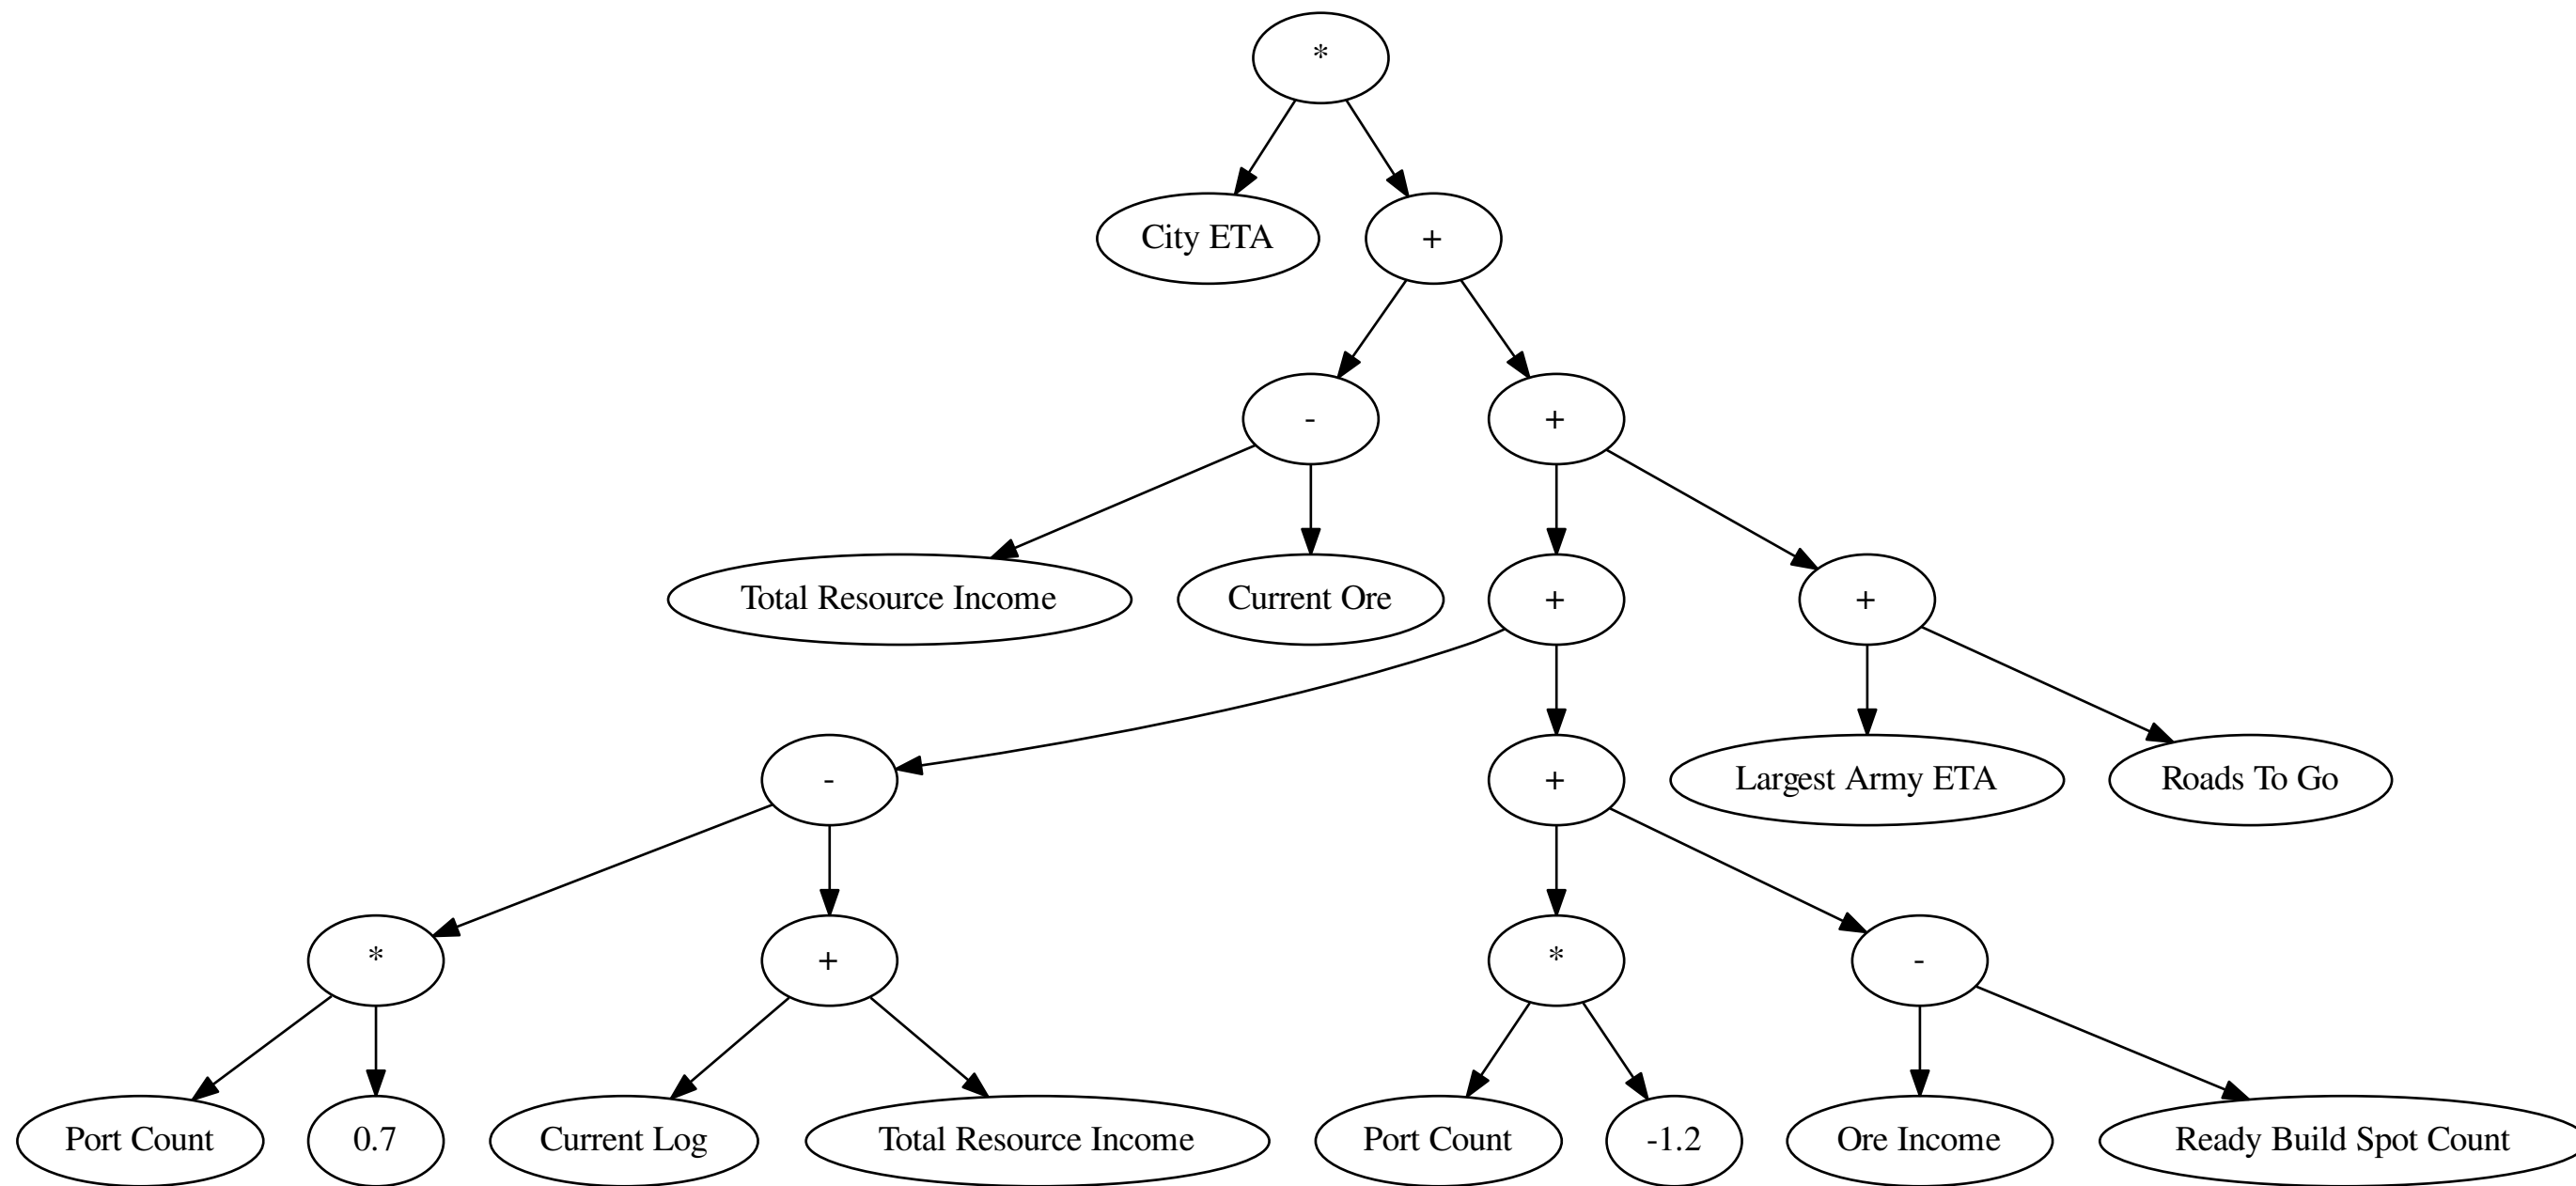 *
City ETA
+
-
+
Total Resource Income
Current Ore
+
+
-
+
Largest Army ETA
Roads To Go
*
+
*
-
Port Count
0.7
Current Log
Total Resource Income
Port Count
-1.2
Ore Income
Ready Build Spot Count